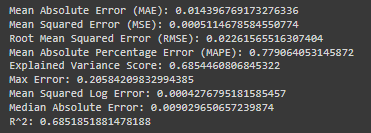 Mean Absolute Error (MAE): 0.014396769173276336
Mean Squared Error (MSE): 0.0005114678584550774
Root Mean Squared Error (RMSE): 0.02261565516307404
Mean Absolute Percentage Error (MAPE): 0.779064053145872
Explained Variance Score: 0.6854460806845322
Max Error: 0.20584209832994385
Mean Squared Log Error: 0.0004276795181585457
Median Absolute Error: 0.009029650657239874
R^2: 0.6851851881478188